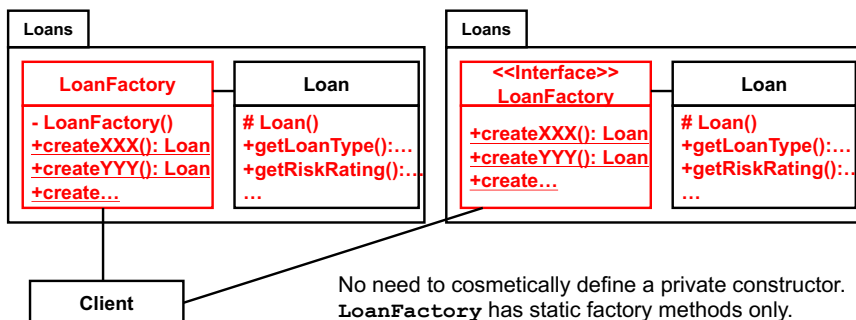 Loans
LoanFactory
- LoanFactory()
+createXXX(): Loan
+createYYY(): Loan
+create…
Loan
# Loan()
+getLoanType():…
+getRiskRating():…
…
Loans
<<Interface>>
LoanFactory
+createXXX(): Loan
+createYYY(): Loan
+create…
Loan
# Loan()
+getLoanType():…
+getRiskRating():…
…
Client
No need to cosmetically define a private constructor.
LoanFactory has static factory methods only.